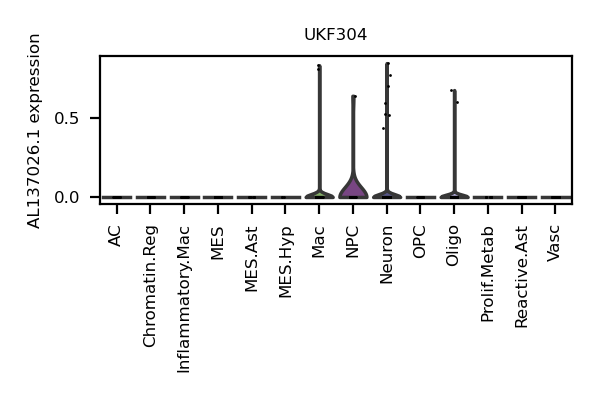 UKF304
AL137026.1 expression
0.5
0.0
AC
Chromatin.Reg
Inflammatory.Mac
MES
MES.Ast
MES.Hyp
Mac
NPC
Neuron
OPC
Oligo
Prolif.Metab
Reactive.Ast
Vasc